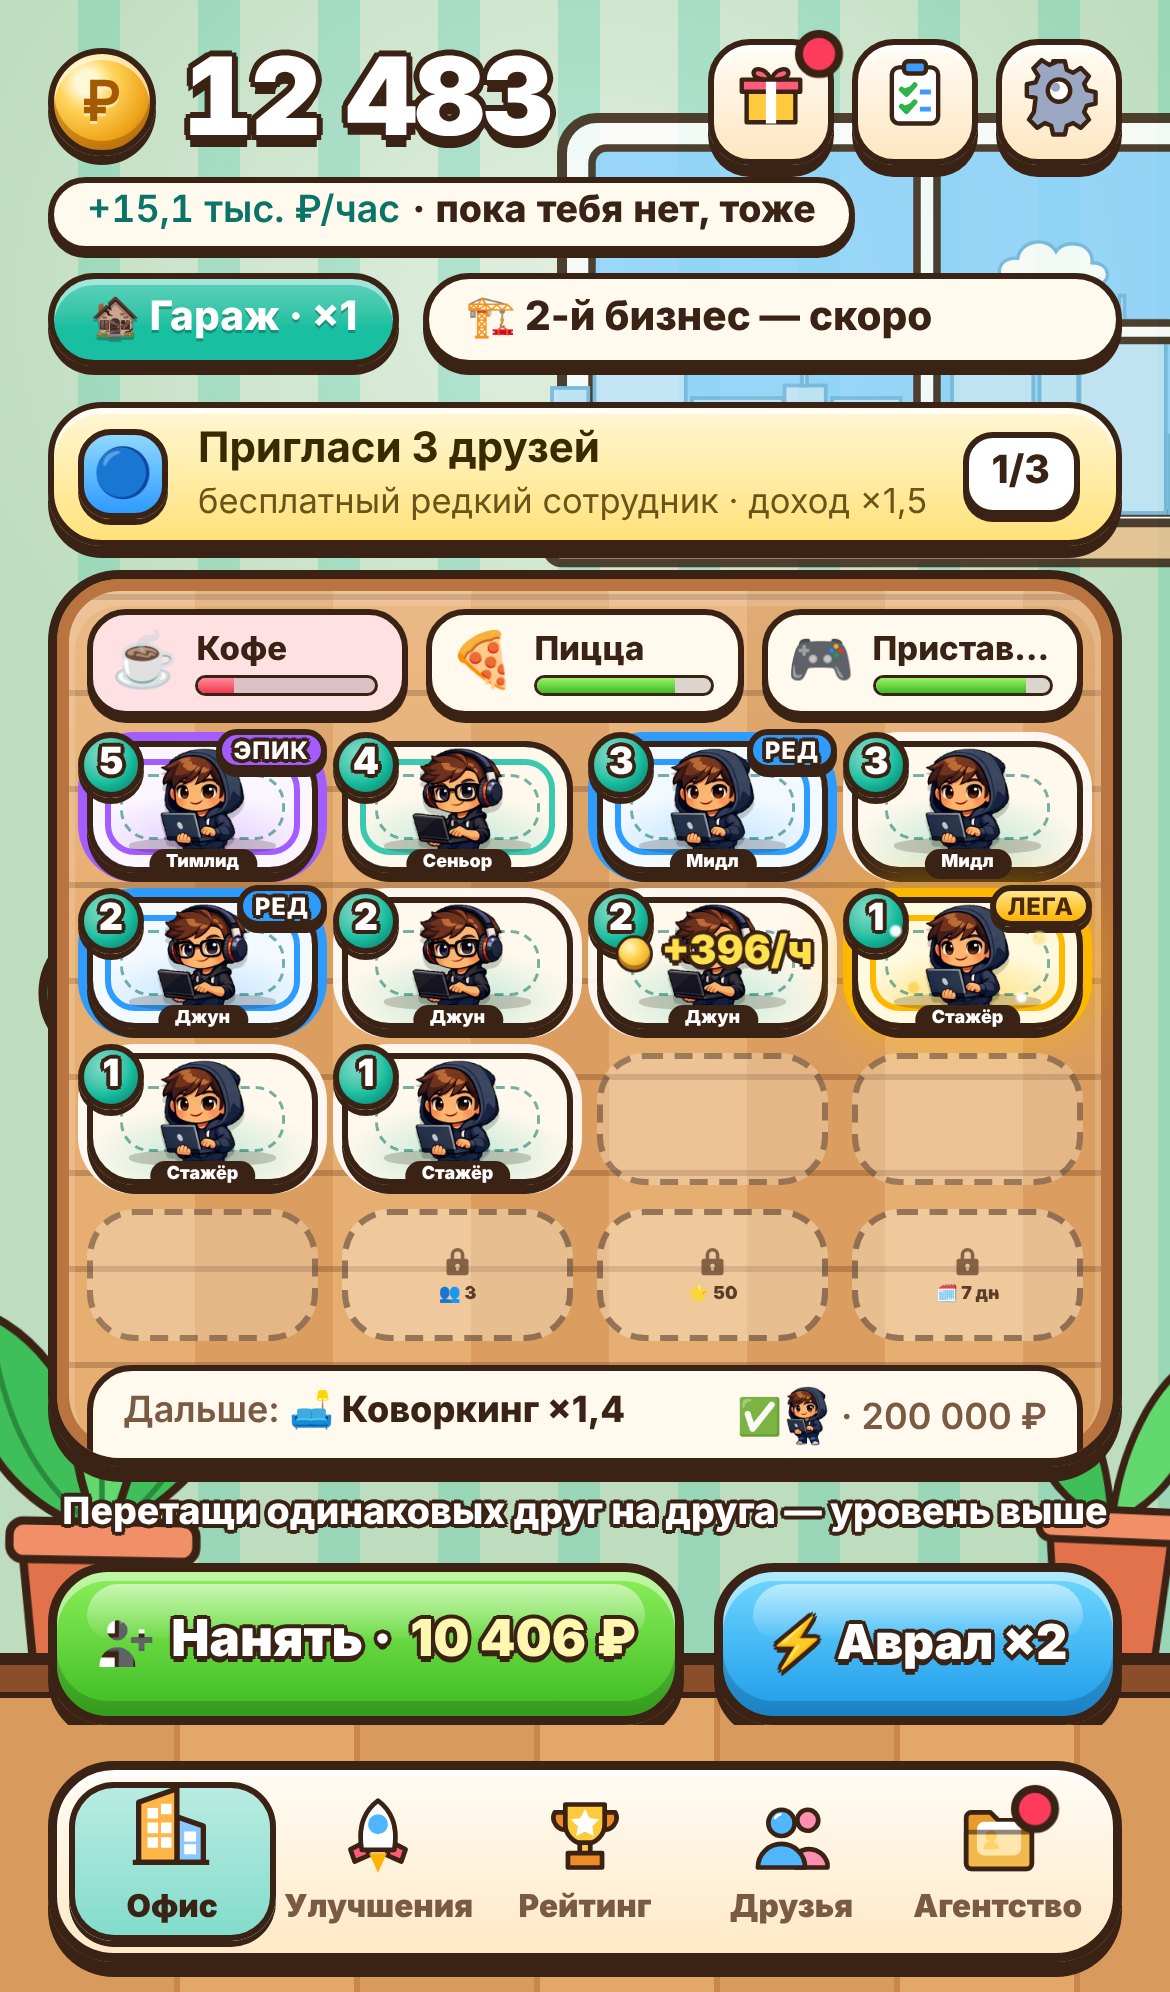 ₽ 12 483
+15,1 тыс. ₽/час · пока тебя нет, тоже
Гараж · ×1
2-й бизнес — скоро
Пригласи 3 друзей
бесплатный редкий сотрудник · доход ×1,5
1/3
Кофе
Пицца
Пристав...
5 ЭПИК
Тимлид
4
Сеньор
3 РЕД
Мидл
3
Мидл
2 РЕД
Джун
2
Джун
2
+396/ч
Джун
1 ЛЕГА
Стажёр
1
Стажёр
1
Стажёр
3
50
7 дн
Дальше: Коворкинг ×1,4
· 200 000 ₽
Перетащи одинаковых друг на друга — уровень выше
Нанять · 10 406 ₽
Аврал ×2
Офис
Улучшения
Рейтинг
Друзья
Агентство